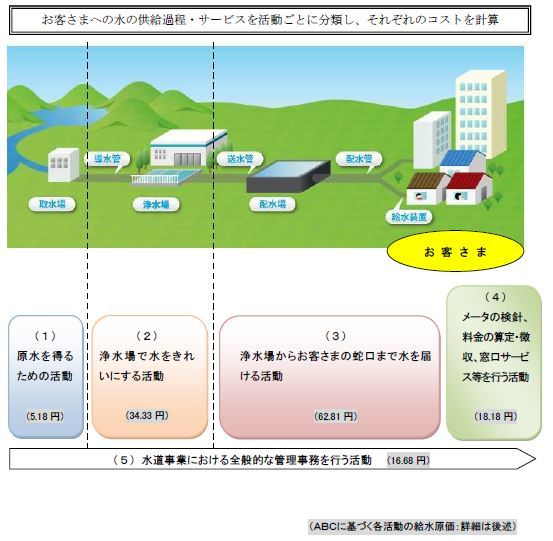 お客さまへの水の供給過程・サービスを活動ごとに分類し、それぞれのコストを計算
導水管
送水管
配水管
取水場
浄水場
配水場
給水装置
お客さま
（１）
原水を得る
ための活動
（5.18 円）
（２）
浄水場で水をきれ
いにする活動
（34.33 円）
（３）
浄水場からお客さまの蛇口まで水を届
ける活動
（62.81 円）
（４）
メータの検針、
料金の算定・徴
収、窓口サービ
ス等を行う活動
（18.18 円）
（５）水道事業における全般的な管理事務を行う活動（16.68 円）
（ＡＢＣに基づく各活動の給水原価：詳細は後述）